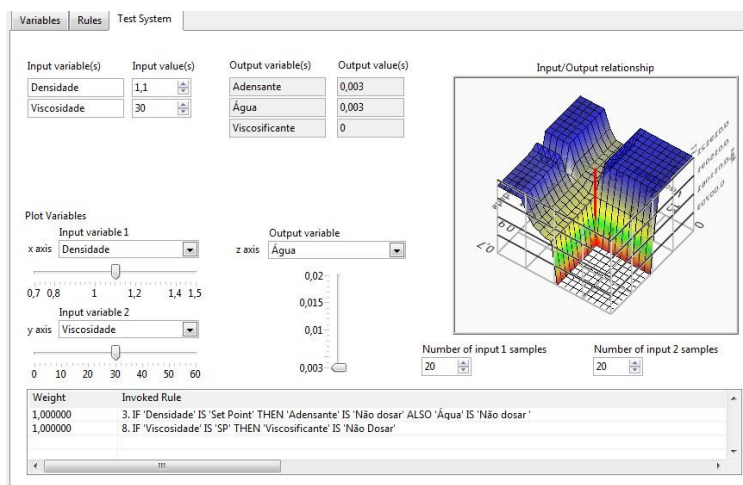 Variables Rules Test System
Input variable(s) Input value(s) Output variable(s) Output value(s)
Input/Output relationship
Densidade 1,1 Adensante 0,003
Viscosidade 30 Água 0,003
Viscosificante 0
Plot Variables
Input variable 1
x axis Densidade
0,7 0,8 1 1,2 1,4 1,5
Input variable 2
y axis Viscosidade
0 10 20 30 40 50 60
Output variable
z axis Água
0,02
0,015
0,01
0,003
Number of input 1 samples Number of input 2 samples
20 20
Weight Invoked Rule
1,000000 3. IF 'Densidade' IS 'Set Point' THEN 'Adensante' IS 'Não dosar' ALSO 'Água' IS 'Não dosar '
1,000000 8. IF 'Viscosidade' IS 'SP' THEN 'Viscosificante' IS 'Não Dosar'